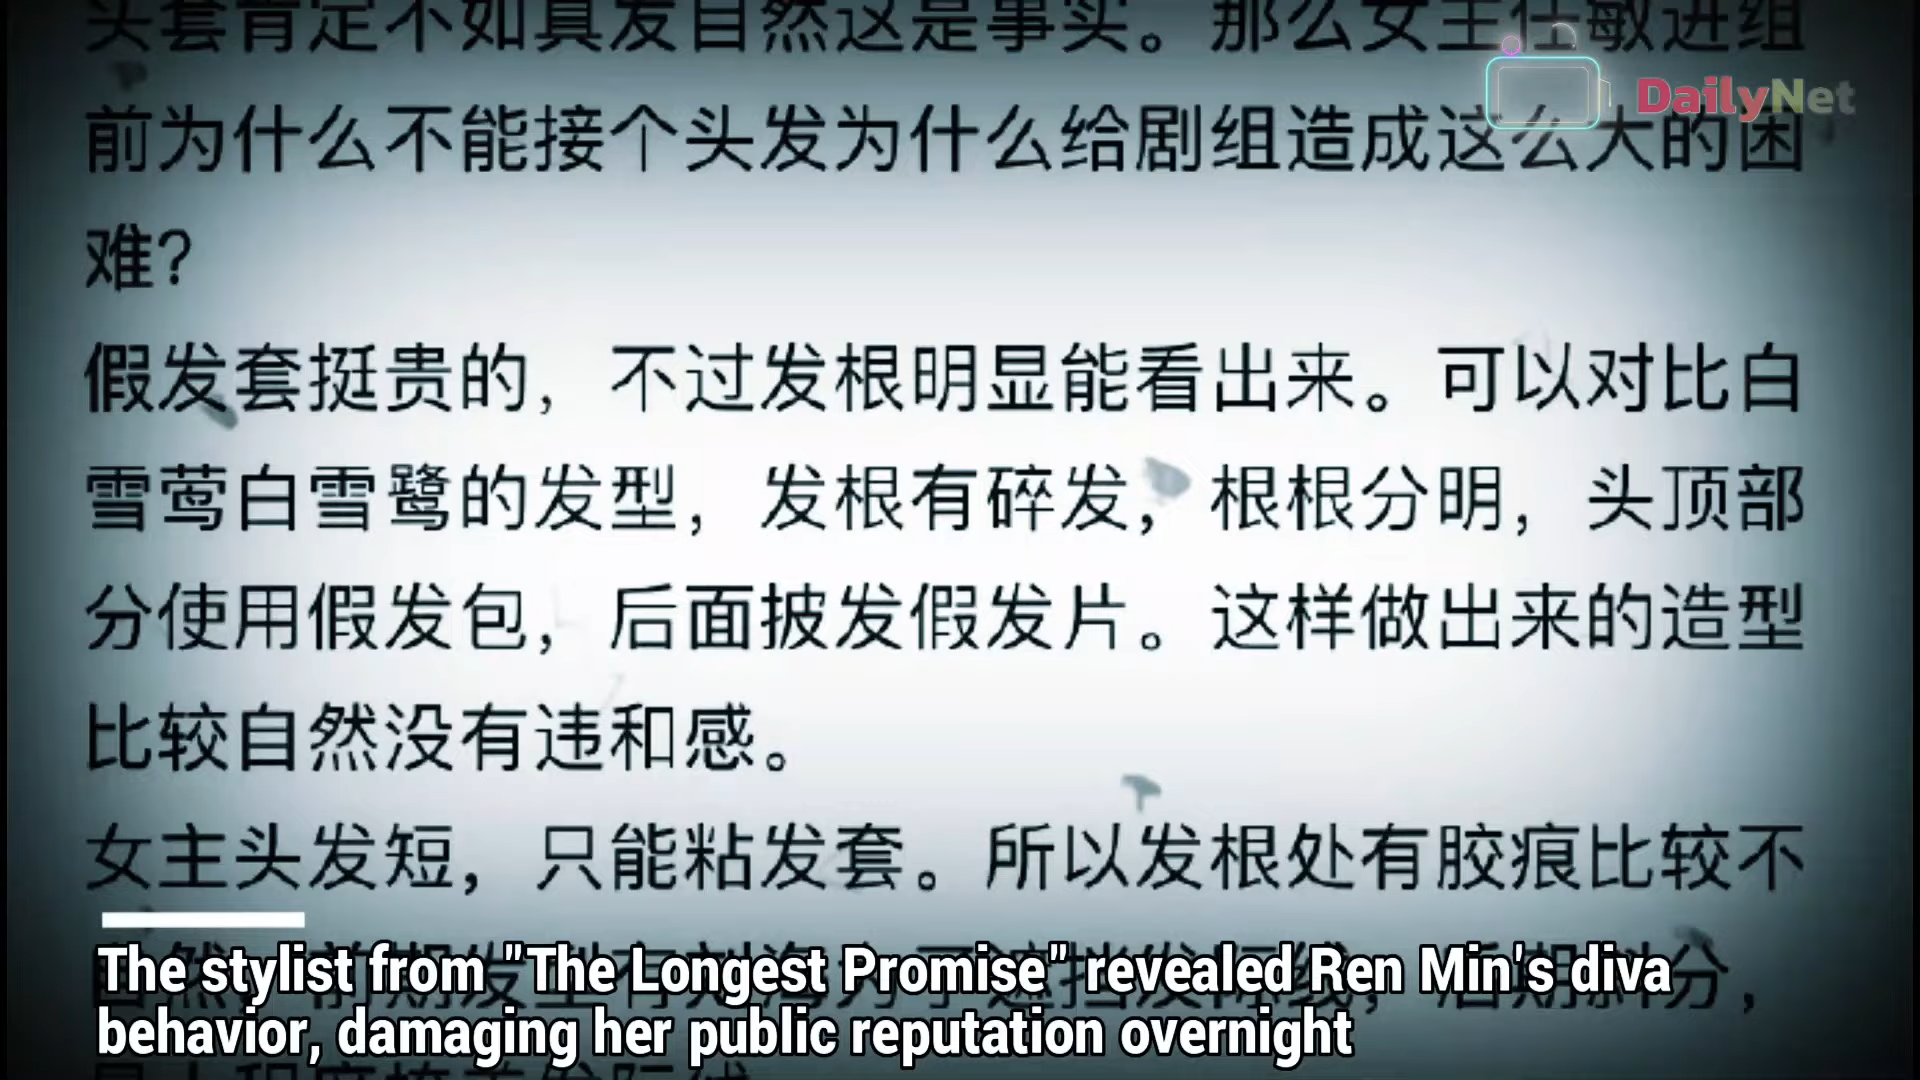 头套肯定不如真发自然这是事实。那么女主任敏进组
DailyNet
前为什么不能接个头发为什么给剧组造成这么大的困
难？
假发套挺贵的，不过发根明显能看出来。可以对比白
雪莺白雪鹭的发型，发根有碎发，根根分明，头顶部
分使用假发包，后面披发假发片。这样做出来的造型
比较自然没有违和感。
女主头发短，只能粘发套。所以发根处有胶痕比较不
The stylist from "The Longest Promise" revealed Ren Min's diva
behavior, damaging her public reputation overnight